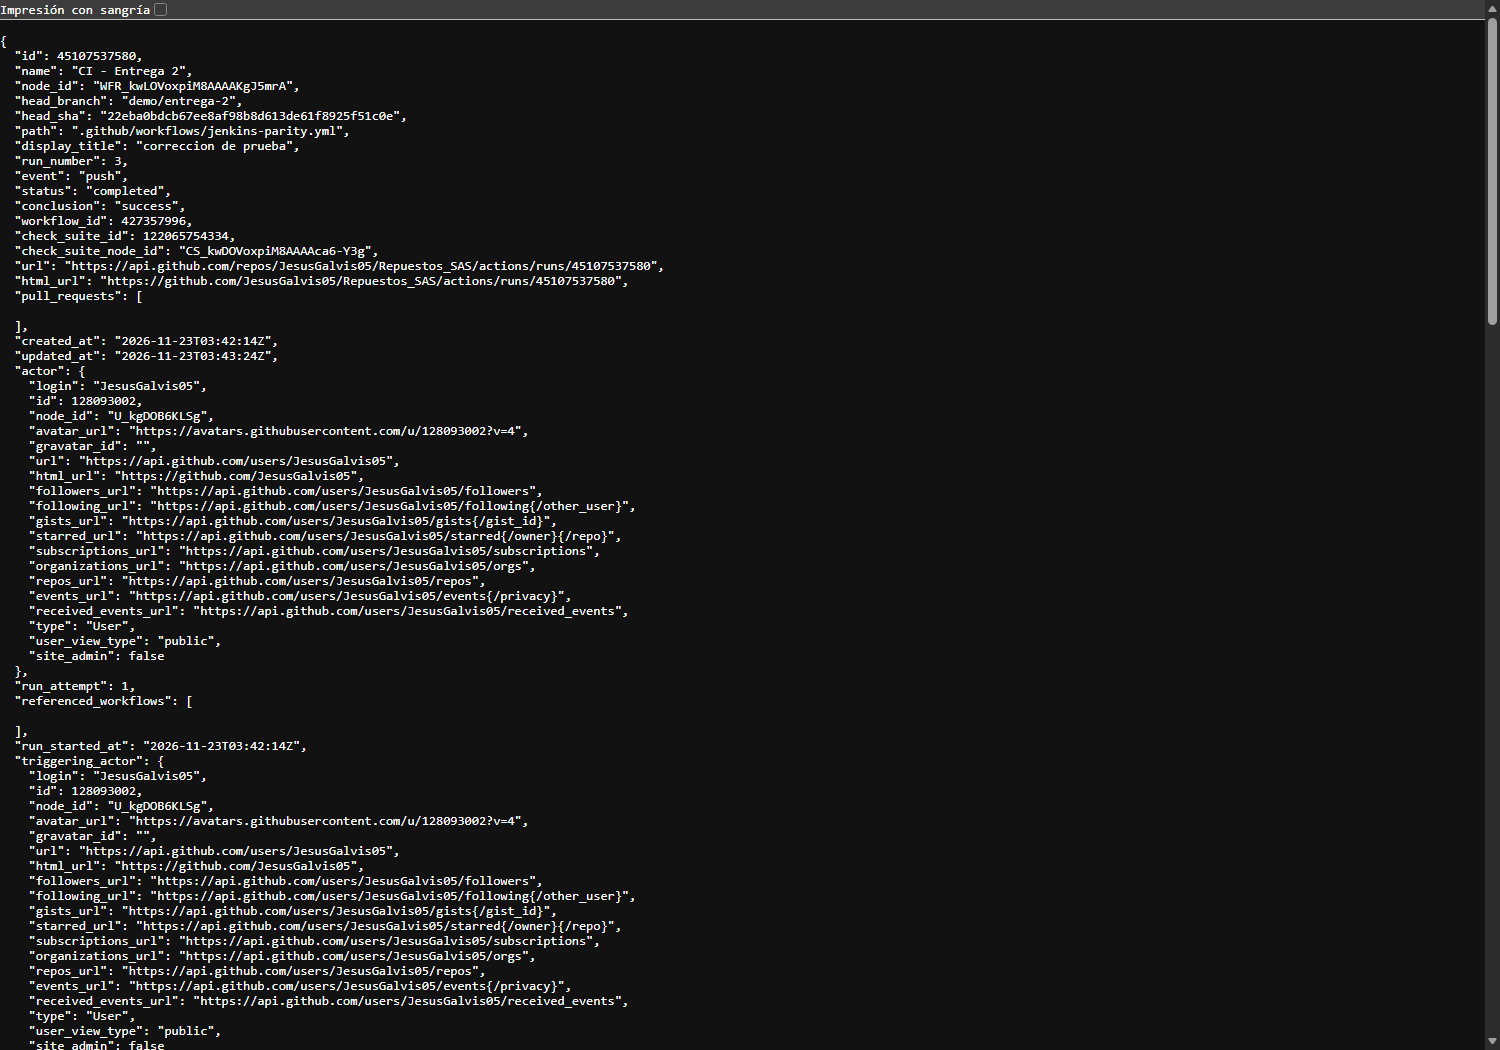 Impresión con sangría
{
  "id": 45107537580,
  "name": "CI - Entrega 2",
  "node_id": "WFR_kwLOVoxpiM8AAAAKgJ5mrA",
  "head_branch": "demo/entrega-2",
  "head_sha": "22eba0bdcb67ee8af98b8d613de61f8925f51c0e",
  "path": ".github/workflows/jenkins-parity.yml",
  "display_title": "correccion de prueba",
  "run_number": 3,
  "event": "push",
  "status": "completed",
  "conclusion": "success",
  "workflow_id": 427357996,
  "check_suite_id": 122065754334,
  "check_suite_node_id": "CS_kwDOVoxpiM8AAAAca6-Y3g",
  "url": "https://api.github.com/repos/JesusGalvis05/Repuestos_SAS/actions/runs/45107537580",
  "html_url": "https://github.com/JesusGalvis05/Repuestos_SAS/actions/runs/45107537580",
  "pull_requests": [
  ],
  "created_at": "2026-11-23T03:42:14Z",
  "updated_at": "2026-11-23T03:43:24Z",
  "actor": {
    "login": "JesusGalvis05",
    "id": 128093002,
    "node_id": "U_kgDOB6KLSg",
    "avatar_url": "https://avatars.githubusercontent.com/u/128093002?v=4",
    "gravatar_id": "",
    "url": "https://api.github.com/users/JesusGalvis05",
    "html_url": "https://github.com/JesusGalvis05",
    "followers_url": "https://api.github.com/users/JesusGalvis05/followers",
    "following_url": "https://api.github.com/users/JesusGalvis05/following{/other_user}",
    "gists_url": "https://api.github.com/users/JesusGalvis05/gists{/gist_id}",
    "starred_url": "https://api.github.com/users/JesusGalvis05/starred{/owner}{/repo}",
    "subscriptions_url": "https://api.github.com/users/JesusGalvis05/subscriptions",
    "organizations_url": "https://api.github.com/users/JesusGalvis05/orgs",
    "repos_url": "https://api.github.com/users/JesusGalvis05/repos",
    "events_url": "https://api.github.com/users/JesusGalvis05/events{/privacy}",
    "received_events_url": "https://api.github.com/users/JesusGalvis05/received_events",
    "type": "User",
    "user_view_type": "public",
    "site_admin": false
  },
  "run_attempt": 1,
  "referenced_workflows": [
  ],
  "run_started_at": "2026-11-23T03:42:14Z",
  "triggering_actor": {
    "login": "JesusGalvis05",
    "id": 128093002,
    "node_id": "U_kgDOB6KLSg",
    "avatar_url": "https://avatars.githubusercontent.com/u/128093002?v=4",
    "gravatar_id": "",
    "url": "https://api.github.com/users/JesusGalvis05",
    "html_url": "https://github.com/JesusGalvis05",
    "followers_url": "https://api.github.com/users/JesusGalvis05/followers",
    "following_url": "https://api.github.com/users/JesusGalvis05/following{/other_user}",
    "gists_url": "https://api.github.com/users/JesusGalvis05/gists{/gist_id}",
    "starred_url": "https://api.github.com/users/JesusGalvis05/starred{/owner}{/repo}",
    "subscriptions_url": "https://api.github.com/users/JesusGalvis05/subscriptions",
    "organizations_url": "https://api.github.com/users/JesusGalvis05/orgs",
    "repos_url": "https://api.github.com/users/JesusGalvis05/repos",
    "events_url": "https://api.github.com/users/JesusGalvis05/events{/privacy}",
    "received_events_url": "https://api.github.com/users/JesusGalvis05/received_events",
    "type": "User",
    "user_view_type": "public",
    "site_admin": false